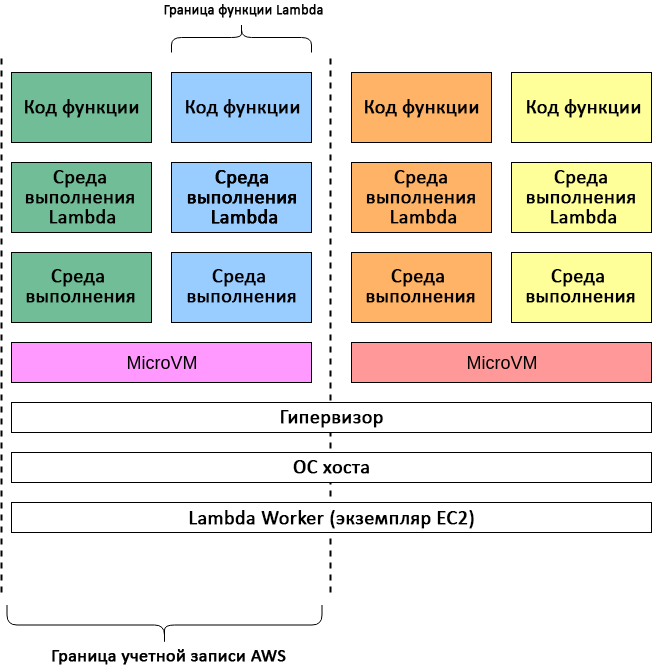 Граница функции Lambda
Код функции
Код функции
Код функции
Код функции
Среда
выполнения
Lambda
Среда
выполнения
Lambda
Среда
выполнения
Lambda
Среда
выполнения
Lambda
Среда
выполнения
Среда
выполнения
Среда
выполнения
Среда
выполнения
MicroVM
MicroVM
Гипервизор
ОС хоста
Lambda Worker (экземпляр EC2)
Граница учетной записи AWS